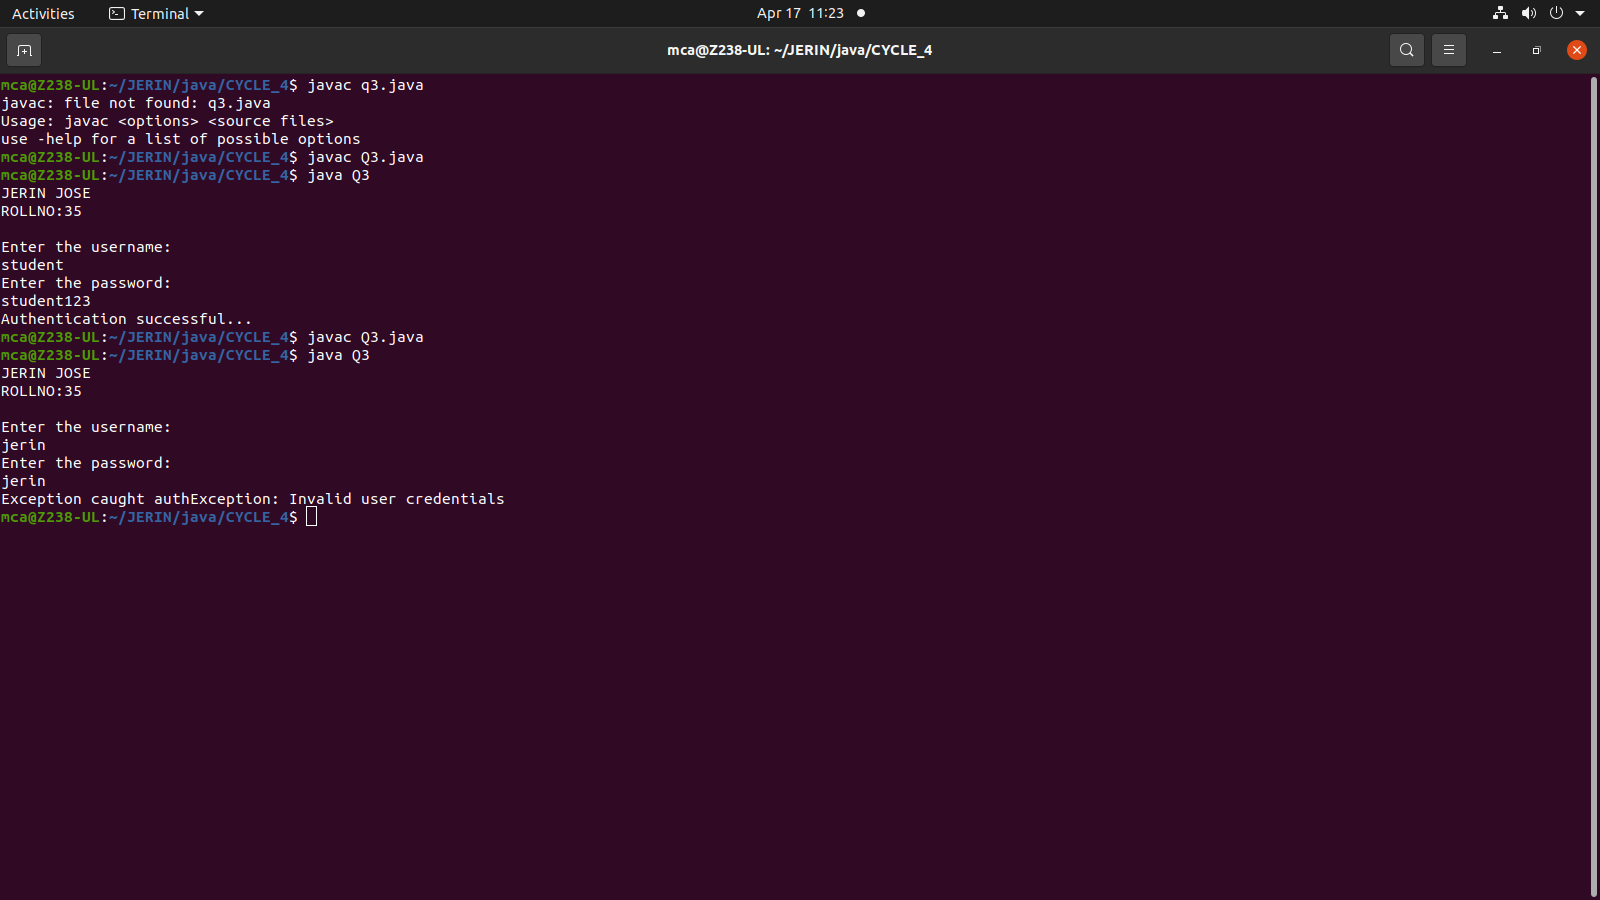 Activities Terminal Apr 17 11:23
mca@Z238-UL: ~/JERIN/java/CYCLE_4
mca@Z238-UL:~/JERIN/java/CYCLE_4$ javac q3.java
javac: file not found: q3.java
Usage: javac <options> <source files>
use -help for a list of possible options
mca@Z238-UL:~/JERIN/java/CYCLE_4$ javac Q3.java
mca@Z238-UL:~/JERIN/java/CYCLE_4$ java Q3
JERIN JOSE
ROLLNO:35
Enter the username:
student
Enter the password:
student123
Authentication successful...
mca@Z238-UL:~/JERIN/java/CYCLE_4$ javac Q3.java
mca@Z238-UL:~/JERIN/java/CYCLE_4$ java Q3
JERIN JOSE
ROLLNO:35
Enter the username:
jerin
Enter the password:
jerin
Exception caught authException: Invalid user credentials
mca@Z238-UL:~/JERIN/java/CYCLE_4$